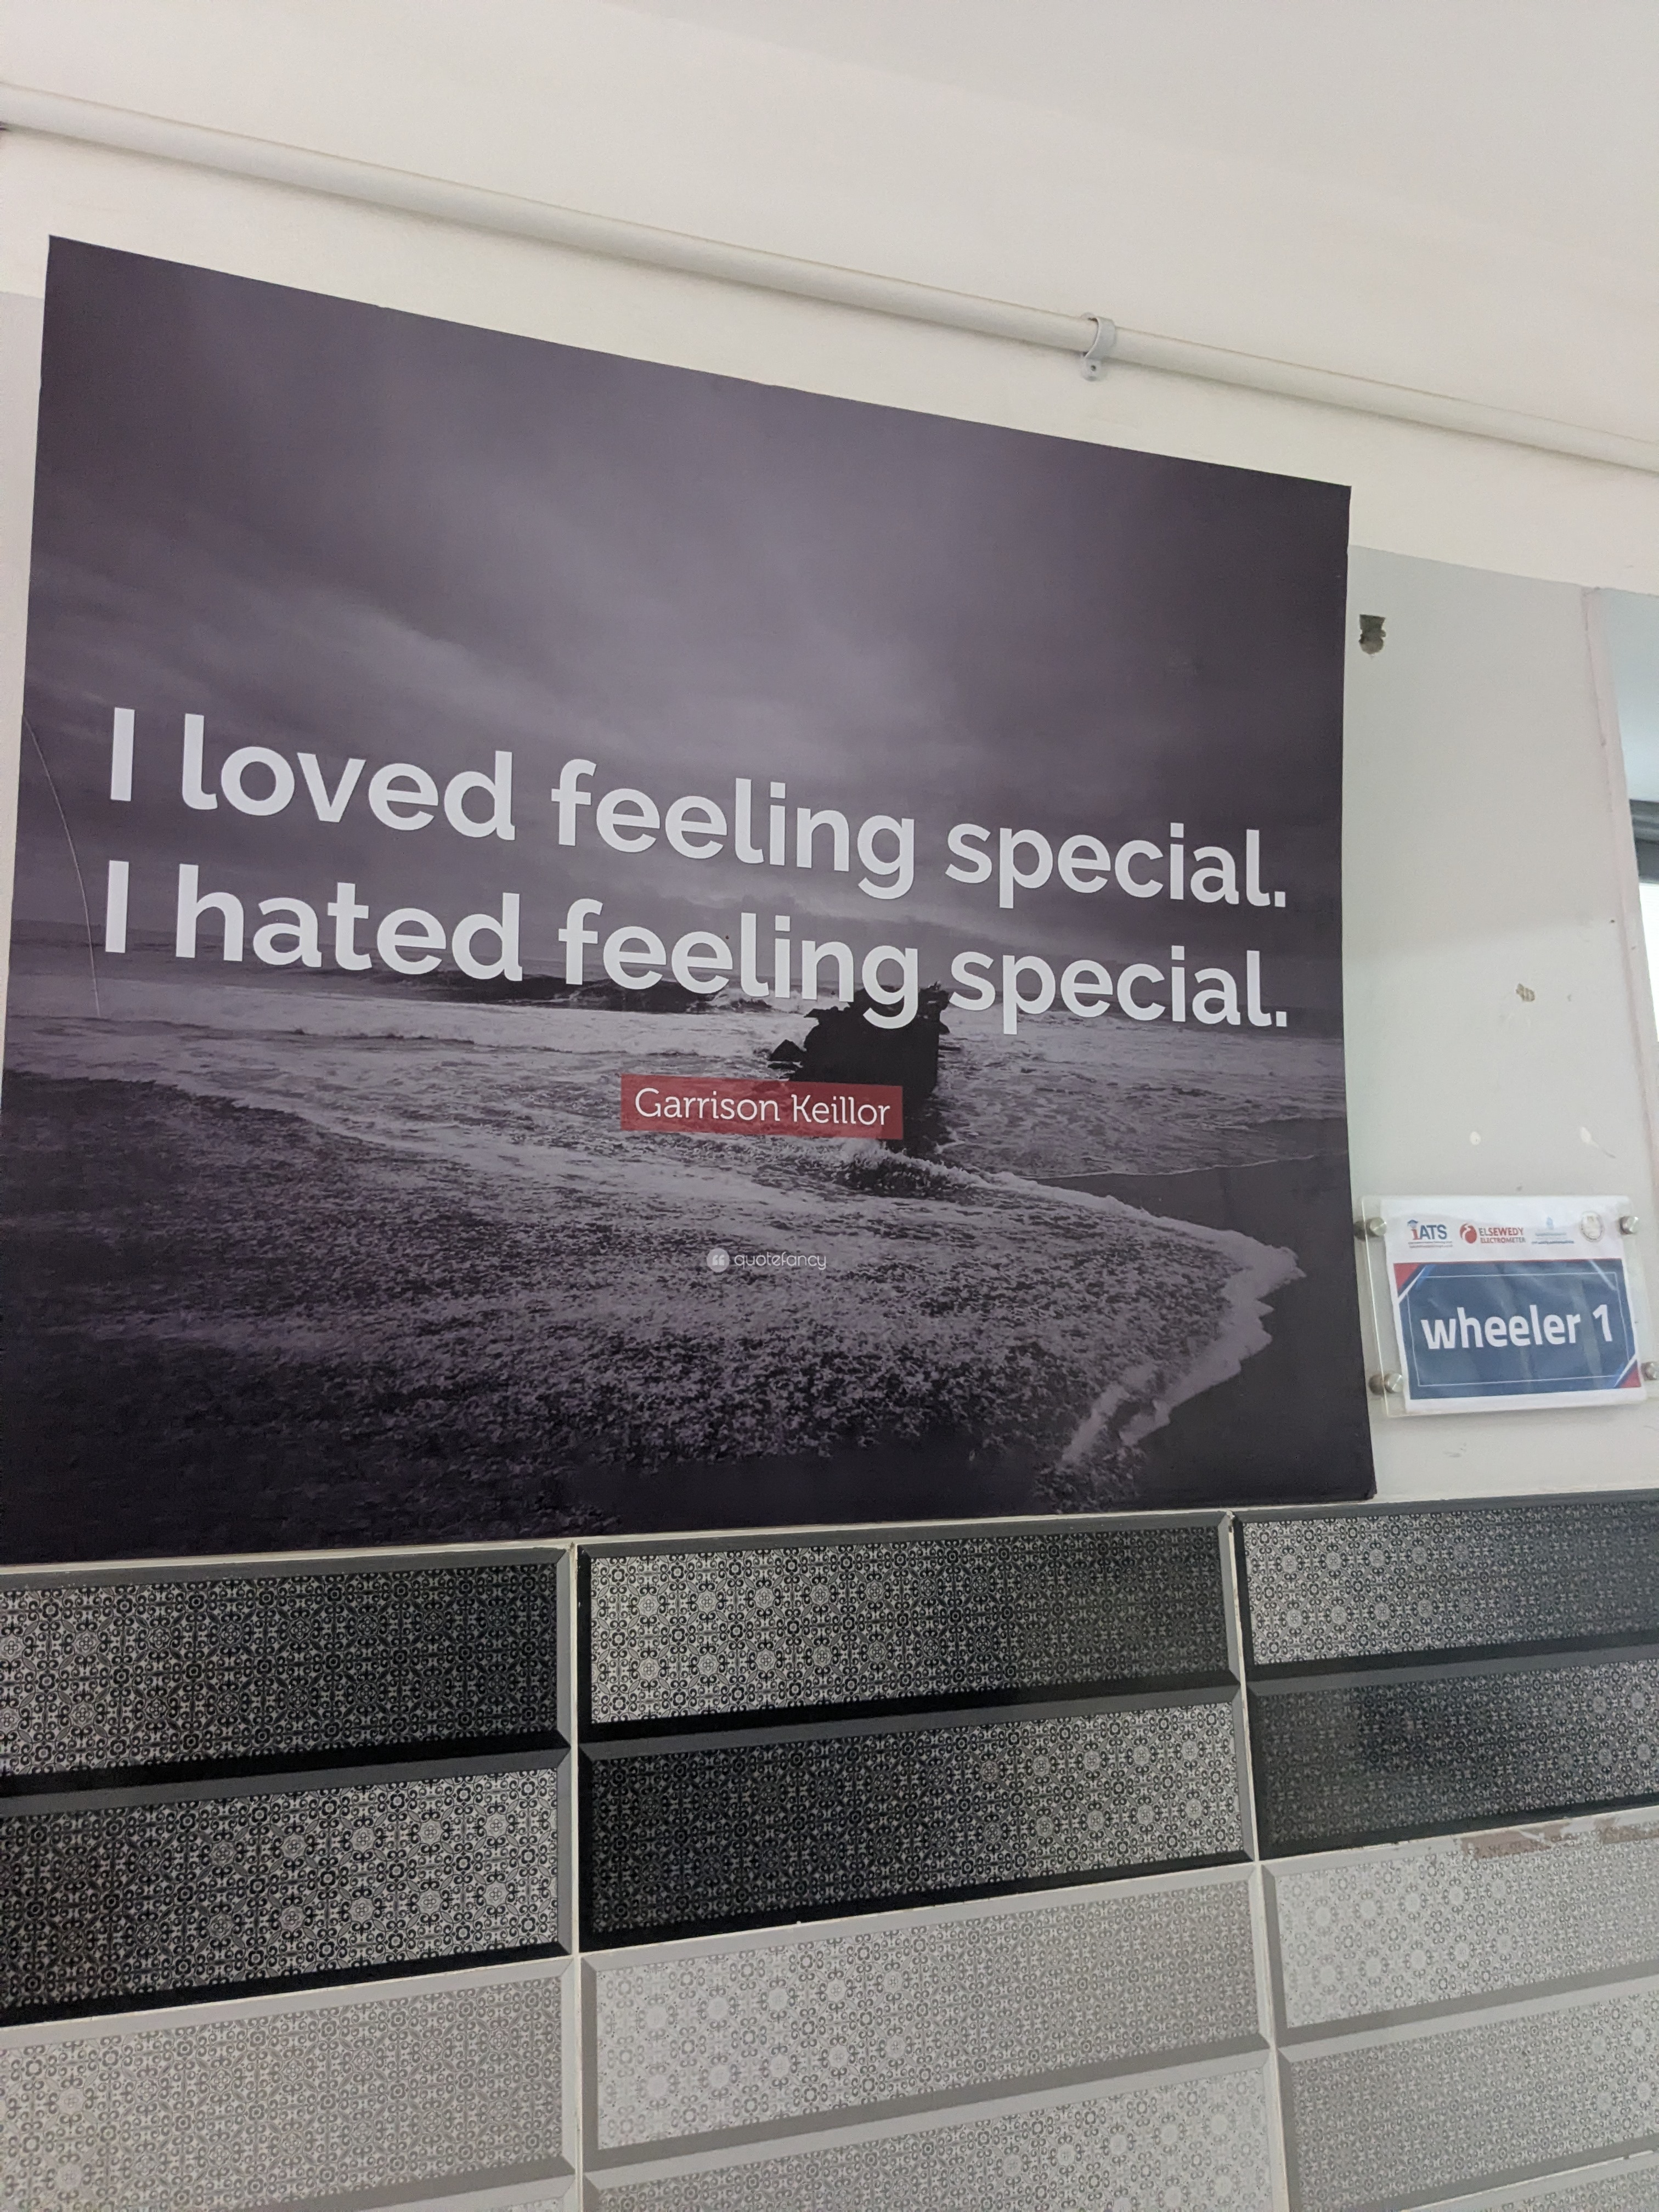 I loved feeling special.
I hated feeling special.
Garrison Keillor
quotefancy
iATS
ELSEWEDY
ELECTROMETER
wheeler 1